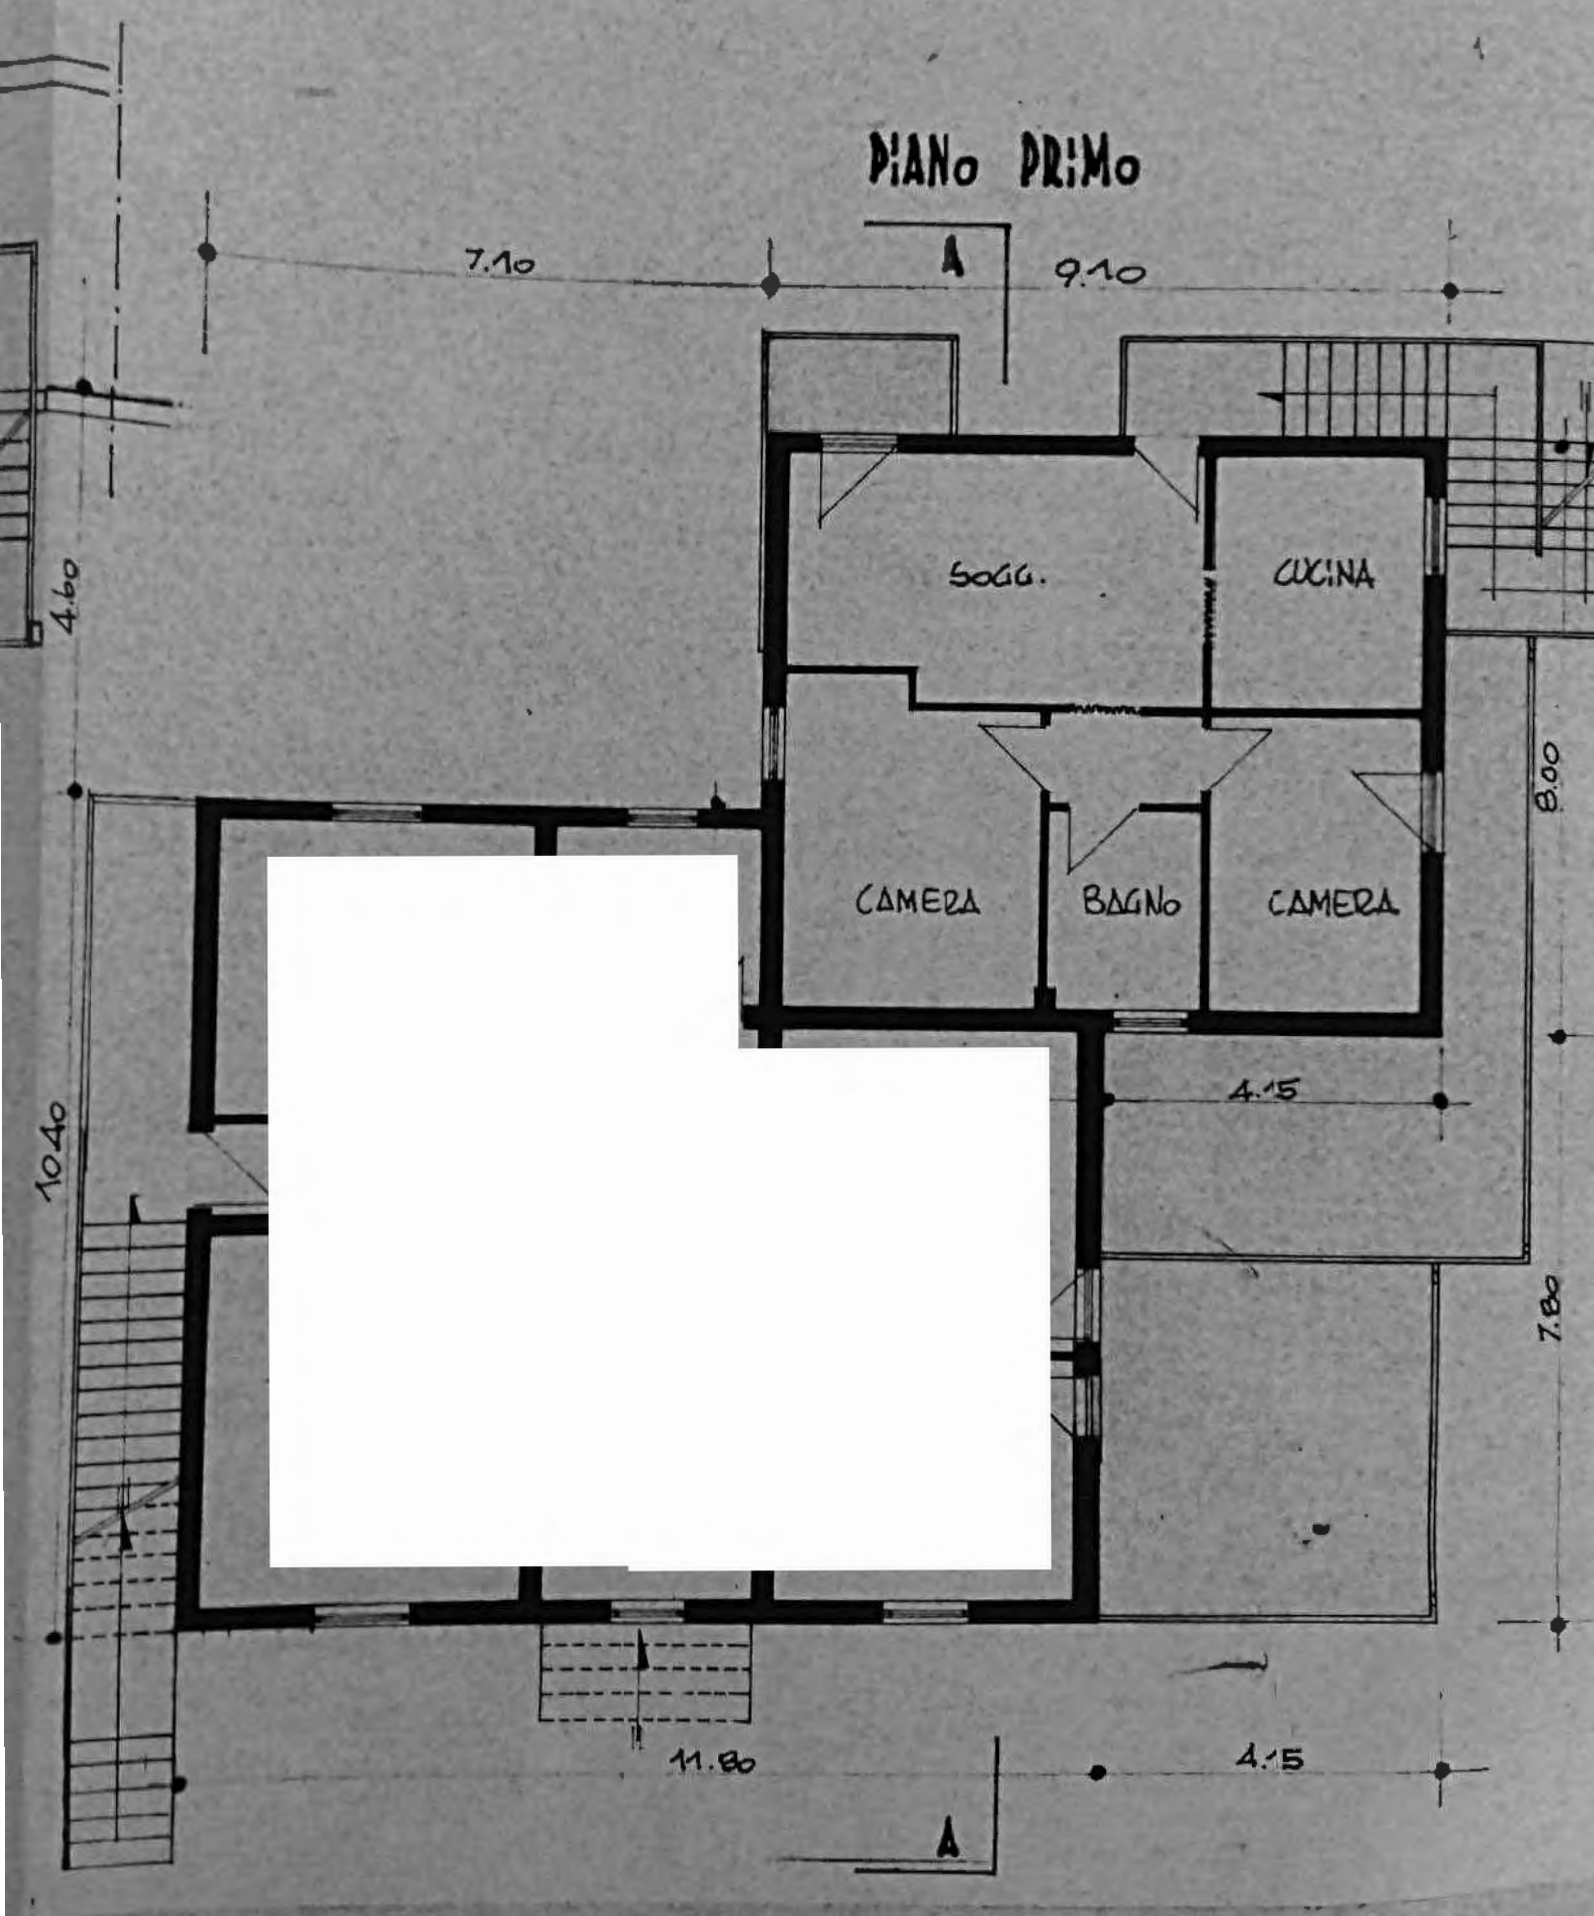 PiANo PRiMo
7.10
A
9.10
4.60
SOGG.
CUCiNA
8.00
CAMERA
BAGNo
CAMERA
4.15
10.40
7.80
11.80
4.15
A